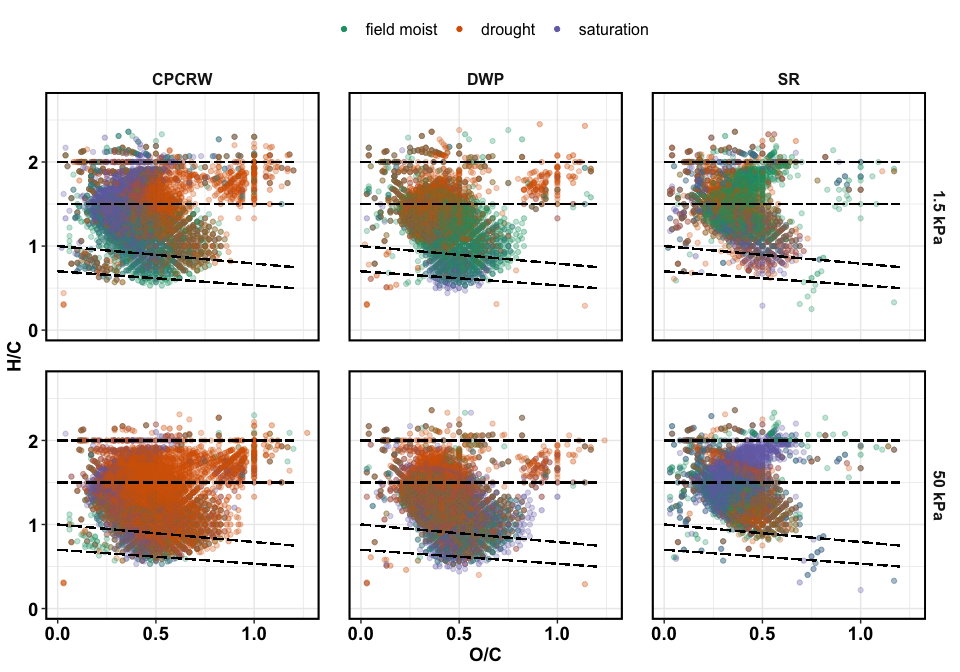 field moist drought saturation
CPCRW DWP SR
2
1
0
1.5 kPa
H/C
2
1
0
50 kPa
0.0 0.5 1.0 0.0 0.5 1.0 0.0 0.5 1.0
O/C